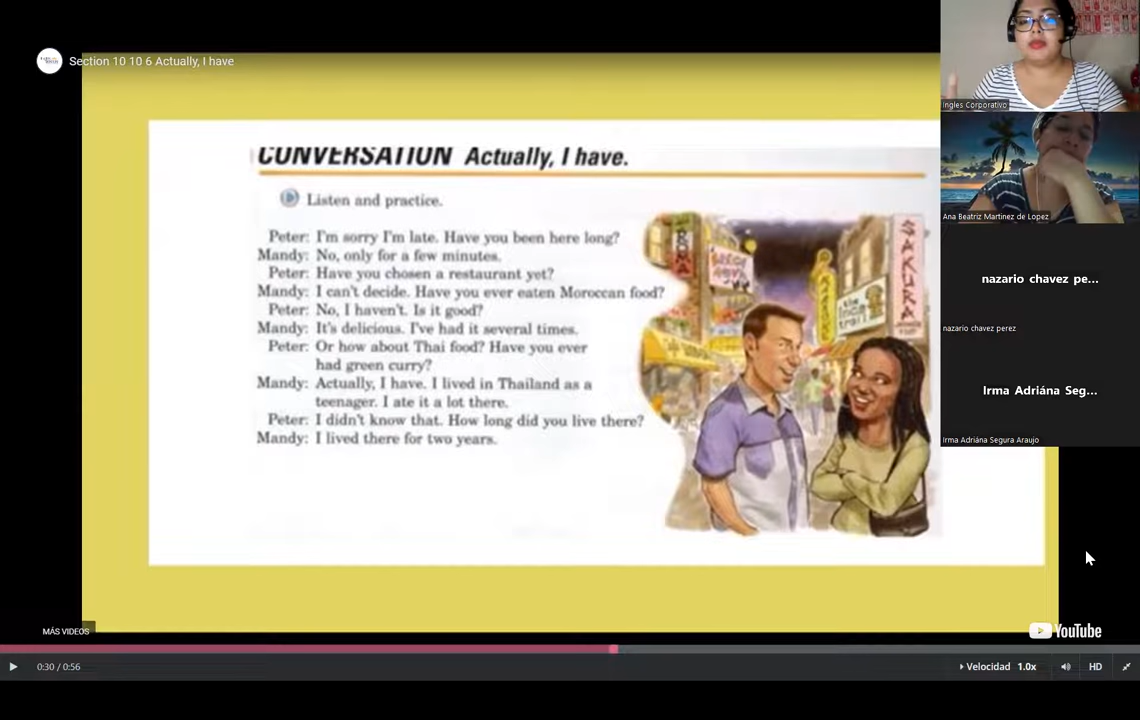 Section 10 10 6 Actually, I have
CONVERSATION Actually, I have.
Listen and practice.
Peter: I'm sorry I'm late. Have you been here long?
Mandy: No, only for a few minutes.
Peter: Have you chosen a restaurant yet?
Mandy: I can't decide. Have you ever eaten Moroccan food?
Peter: No, I haven't. Is it good?
Mandy: It's delicious. I've had it several times.
Peter: Or how about Thai food? Have you ever
had green curry?
Mandy: Actually, I have. I lived in Thailand as a
teenager. I ate it a lot there.
Peter: I didn't know that. How long did you live there?
Mandy: I lived there for two years.
SAKURA
the Inca trail
Ingles Corporativo
Ana Beatriz Martinez de Lopez
nazario chavez pe...
nazario chavez perez
Irma Adriána Seg...
Irma Adriána Segura Araujo
MÁS VIDEOS
YouTube
0:30 / 0:56
Velocidad 1.0x
HD